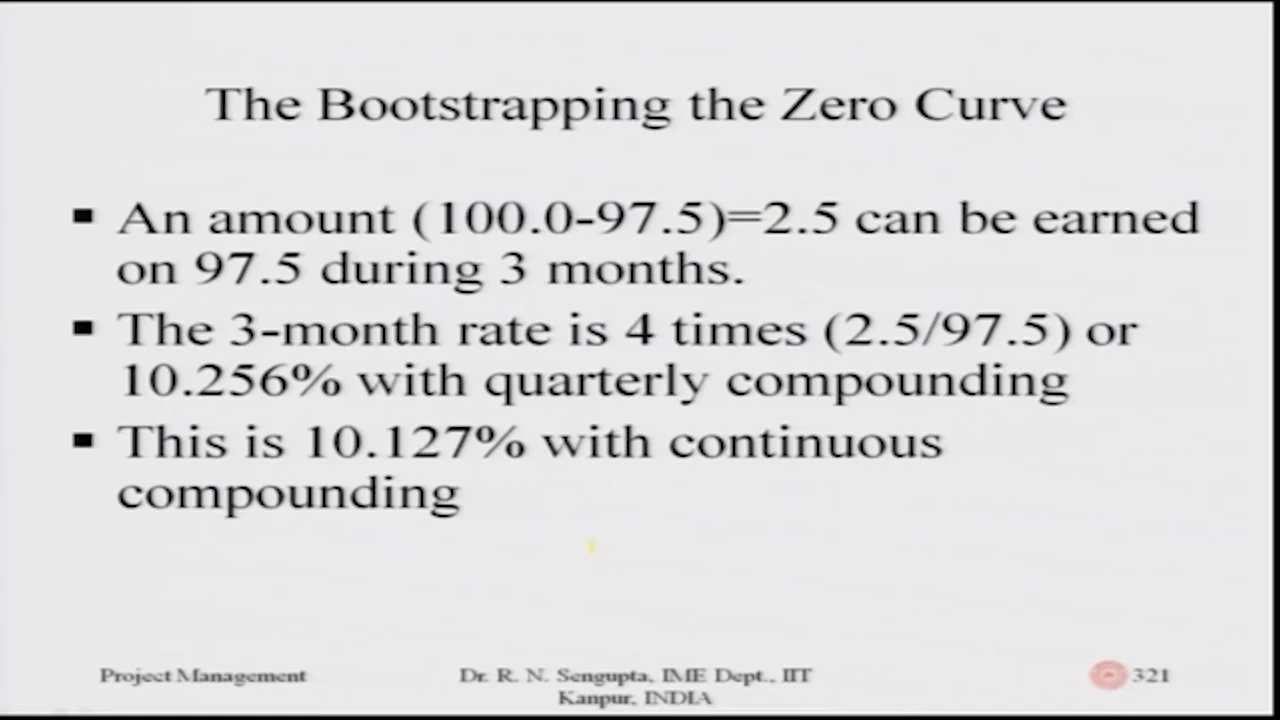 The Bootstrapping the Zero Curve
▪ An amount (100.0-97.5)=2.5 can be earned
on 97.5 during 3 months.
▪ The 3-month rate is 4 times (2.5/97.5) or
10.256% with quarterly compounding
▪ This is 10.127% with continuous
compounding
Project Management
Dr. R. N. Sengupta, IME Dept., IIT
Kanpur, INDIA
321